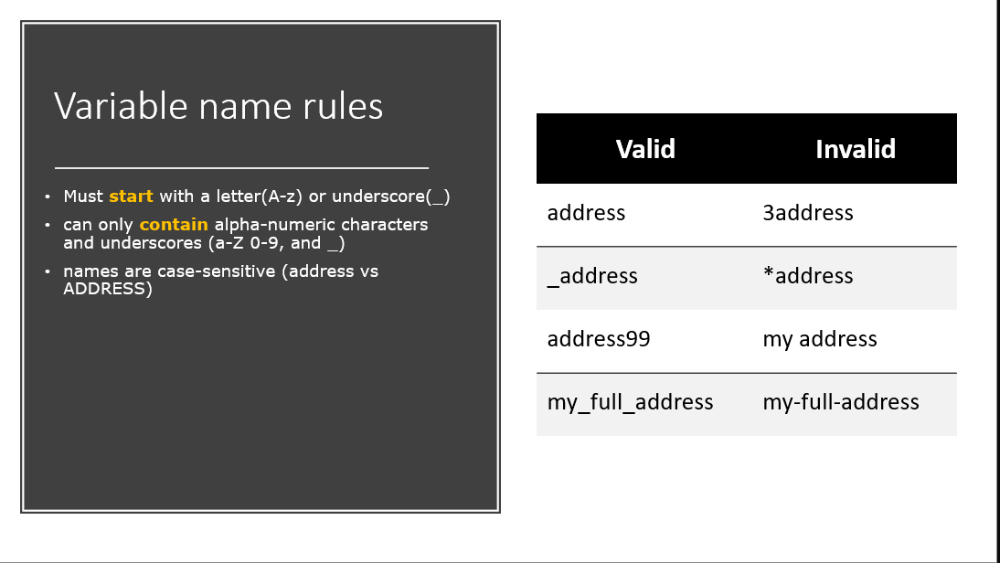 Variable name rules
• Must start with a letter(A-z) or underscore(_)
• can only contain alpha-numeric characters
and underscores (a-Z 0-9, and _)
• names are case-sensitive (address vs
ADDRESS)
Valid Invalid
address 3address
_address *address
address99 my address
my_full_address my-full-address